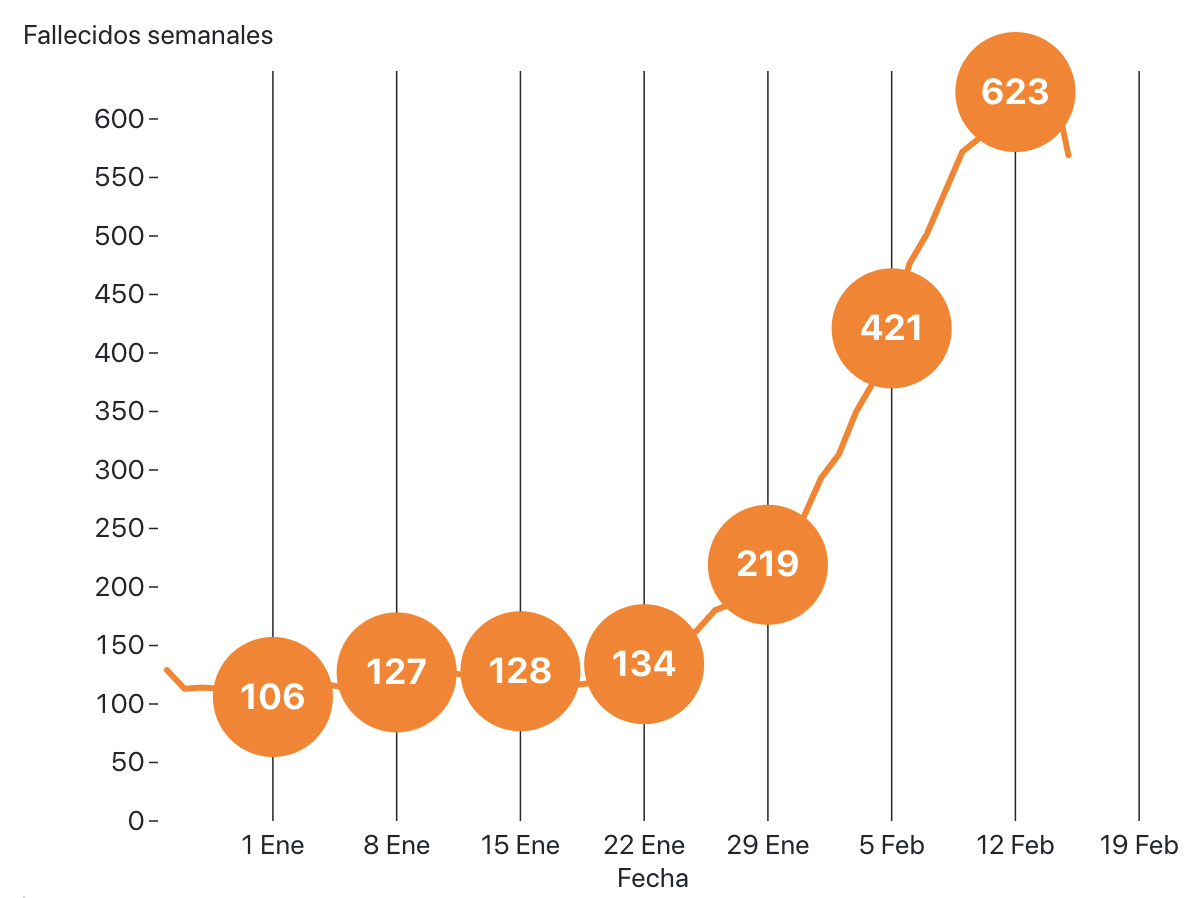 Fallecidos semanales
600
550
500
450
400
350
300
250
200
150
100
50
0
106
127
128
134
219
421
623
1 Ene
8 Ene
15 Ene
22 Ene
29 Ene
5 Feb
12 Feb
19 Feb
Fecha